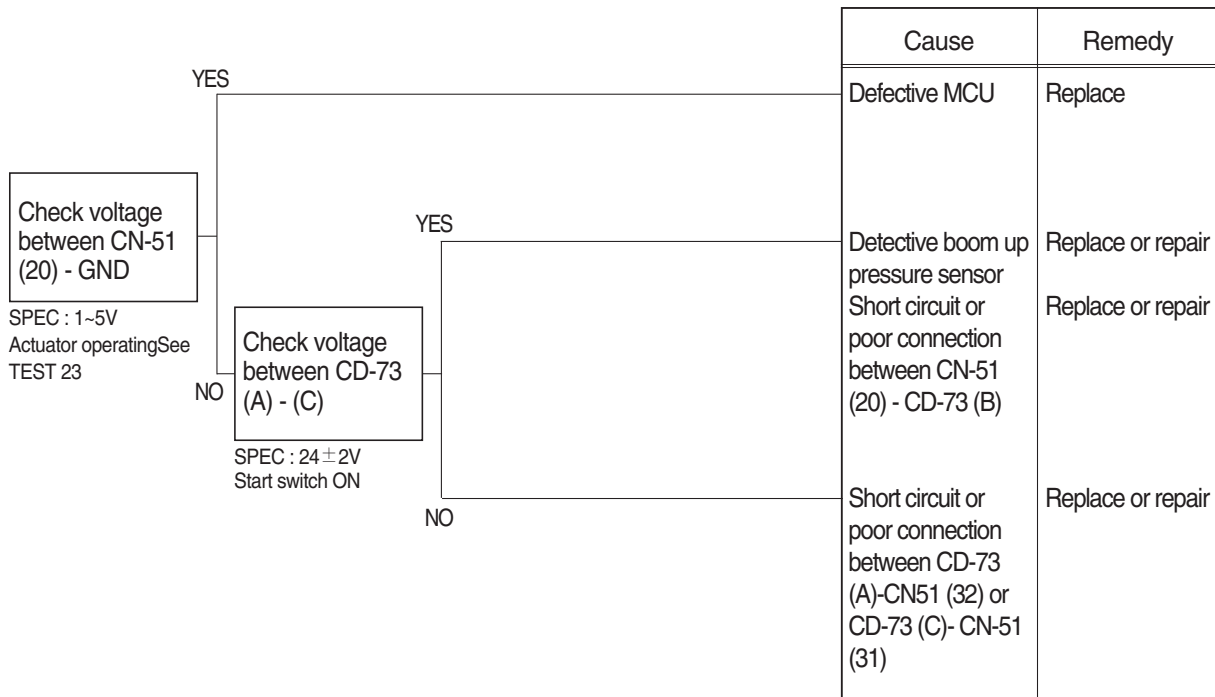 Cause
Remedy
YES
Defective MCU
Replace
Check voltage
between CN-51
(20) - GND
SPEC : 1~5V
Actuator operatingSee
TEST 23
NO
YES
Check voltage
between CD-73
(A) - (C)
SPEC : 24±2V
Start switch ON
NO
Detective boom up
pressure sensor
Replace or repair
Short circuit or
poor connection
between CN-51
(20) - CD-73 (B)
Replace or repair
Short circuit or
poor connection
between CD-73
(A)-CN51 (32) or
CD-73 (C)- CN-51
(31)
Replace or repair